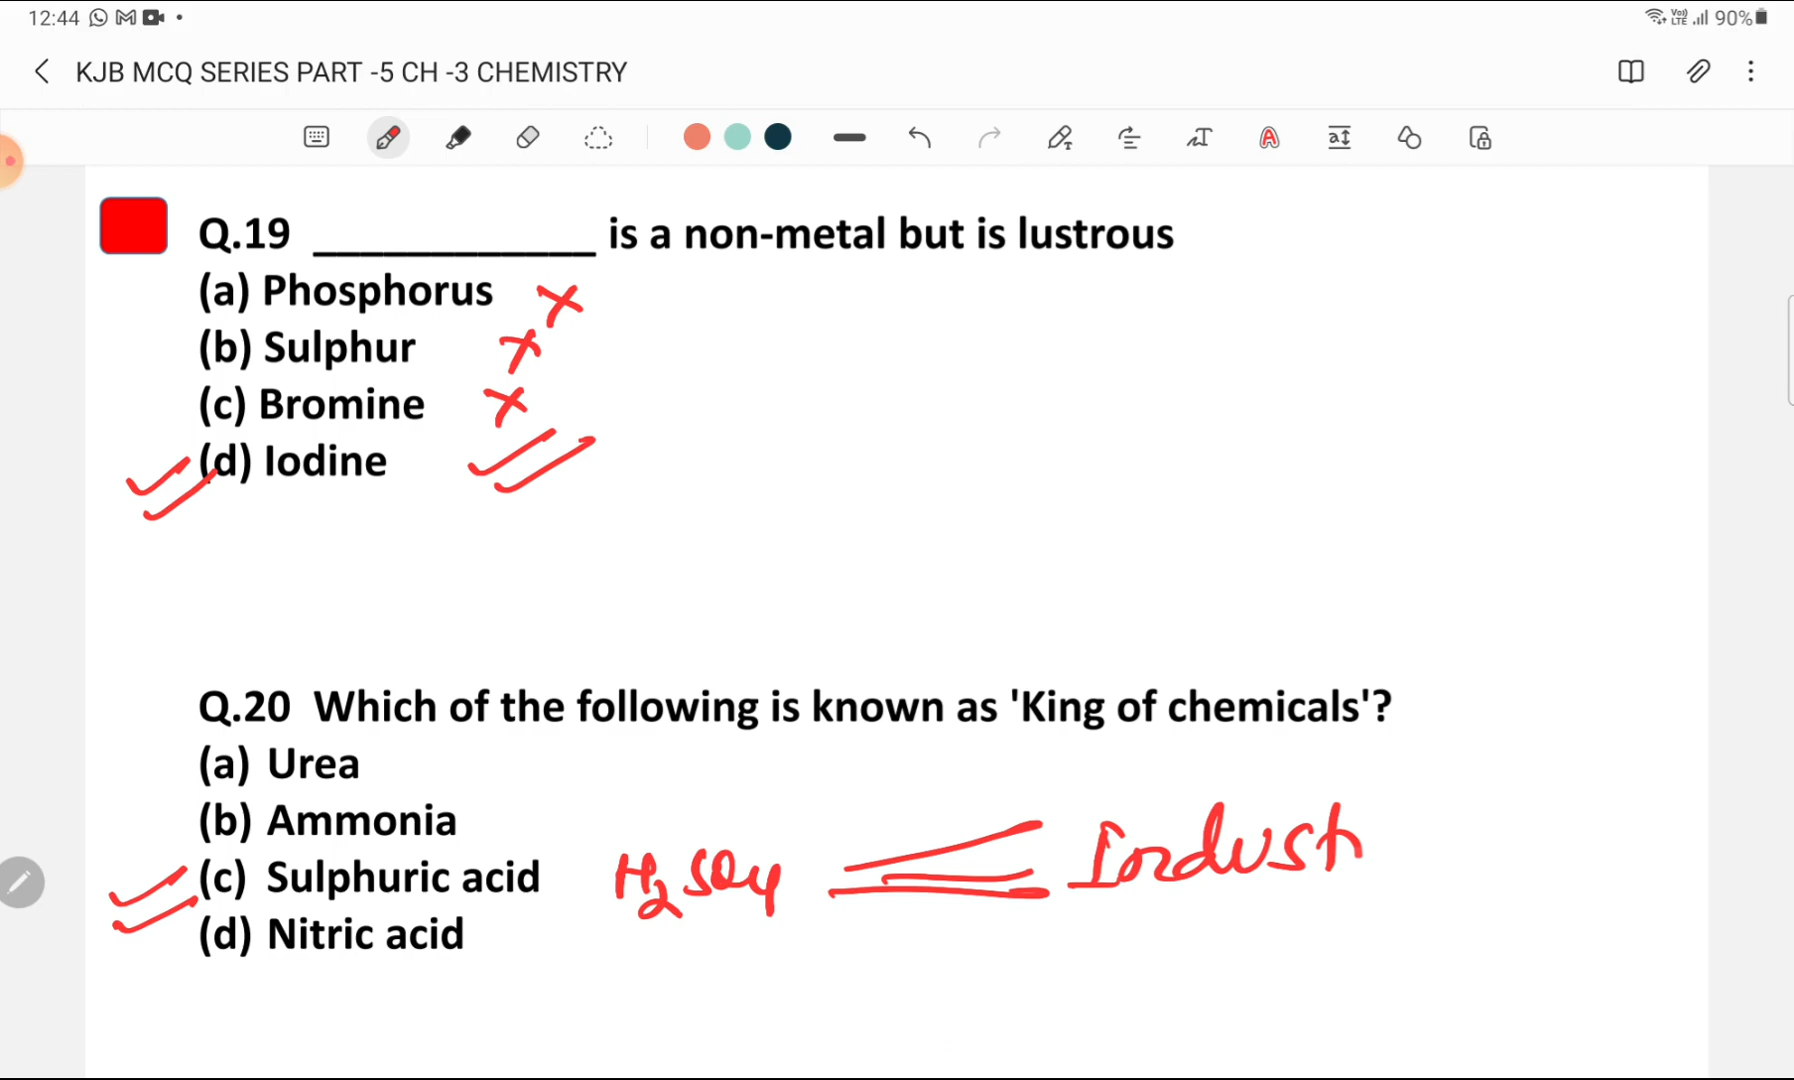 12:44
Vo)) LTE 90%
KJB MCQ SERIES PART -5 CH -3 CHEMISTRY
Q.19 ____________ is a non-metal but is lustrous
(a) Phosphorus
(b) Sulphur
(c) Bromine
(d) Iodine
Q.20 Which of the following is known as 'King of chemicals'?
(a) Urea
(b) Ammonia
(c) Sulphuric acid H₂SO₄ Indust
(d) Nitric acid